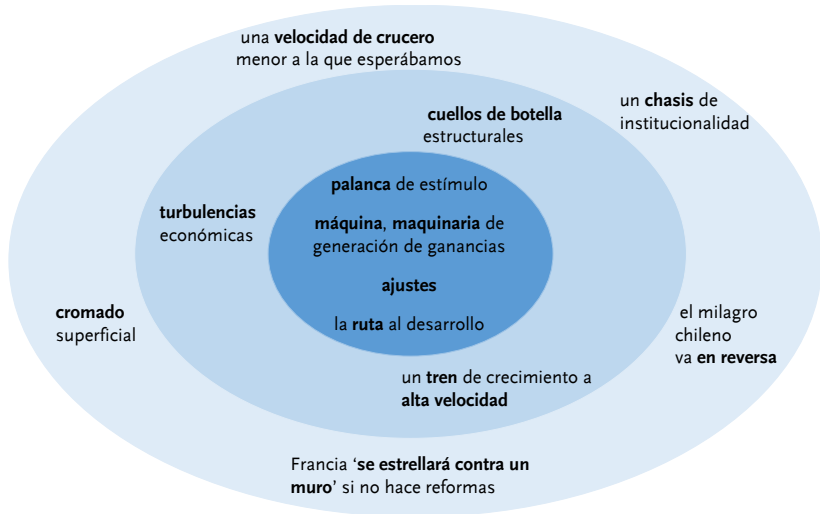 una velocidad de crucero
menor a la que esperábamos
un chasis de
institucionalidad
cuellos de botella
estructurales
palanca de estímulo
turbulencias
económicas
máquina, maquinaria de
generación de ganancias
ajustes
la ruta al desarrollo
cromado
superficial
el milagro
chileno
va en reversa
un tren de crecimiento a
alta velocidad
Francia ‘se estrellará contra un
muro’ si no hace reformas